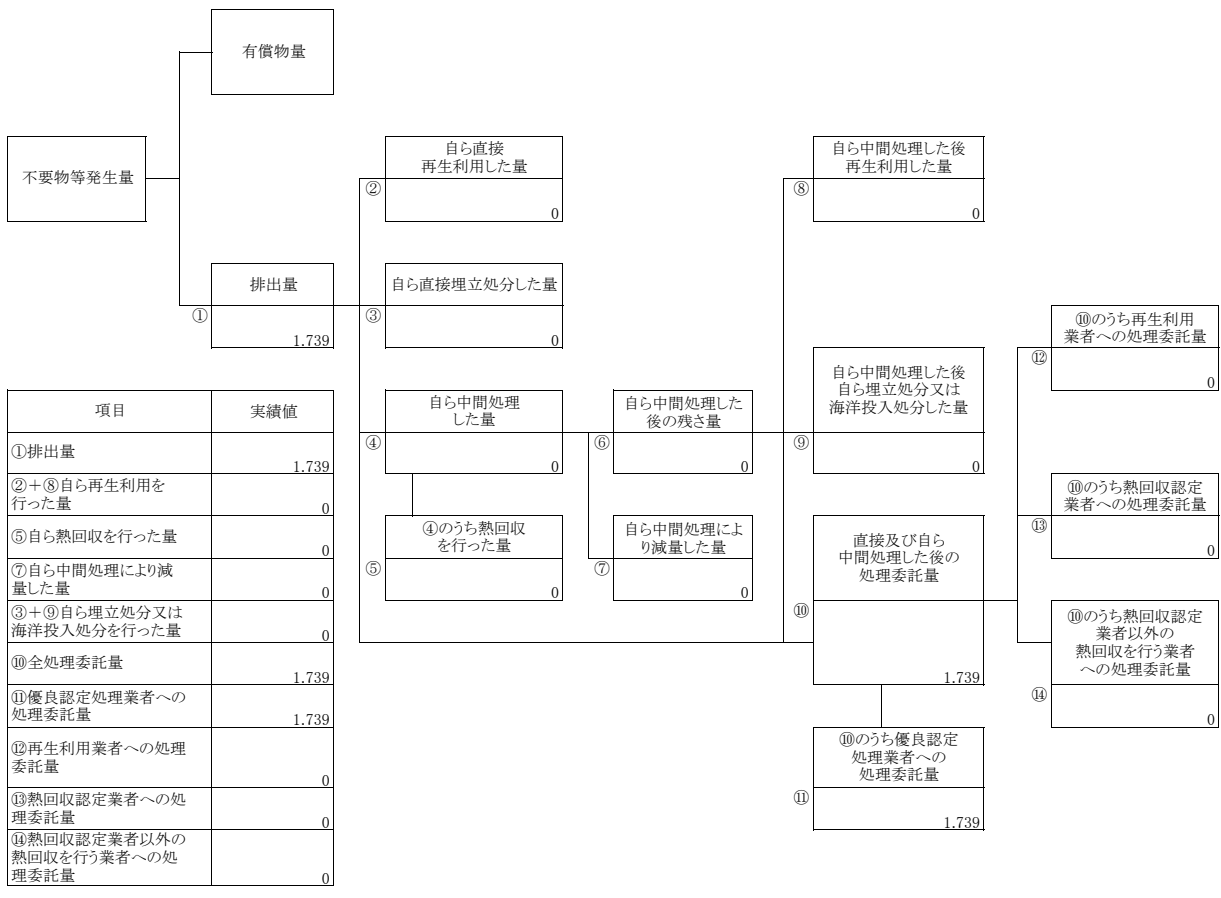 有償物量
不要物等発生量
自ら直接
再生利用した量
②
0
自ら中間処理した後
再生利用した量
⑧
0
排出量
①
1.739
自ら直接埋立処分した量
③
0
⑩のうち再生利用
業者への処理委託量
⑫
0
自ら中間処理
した量
④
0
自ら中間処理した
後の残さ量
⑥
0
自ら中間処理した後
自ら埋立処分又は
海洋投入処分した量
⑨
0
④のうち熱回収
を行った量
⑤
0
自ら中間処理によ
り減量した量
⑦
0
直接及び自ら
中間処理した後の
処理委託量
⑩
1.739
⑩のうち熱回収認定
業者への処理委託量
⑬
0
⑩のうち熱回収認定
業者以外の
熱回収を行う業者
への処理委託量
⑭
0
⑩のうち優良認定
処理業者への
処理委託量
⑪
1.739
項目 実績値
①排出量
1.739
②+⑧自ら再生利用を
行った量
0
⑤自ら熱回収を行った量
0
⑦自ら中間処理により減
量した量
0
③+⑨自ら埋立処分又は
海洋投入処分を行った量
0
⑩全処理委託量
1.739
⑪優良認定処理業者への
処理委託量
1.739
⑫再生利用業者への処理
委託量
0
⑬熱回収認定業者への処
理委託量
0
⑭熱回収認定業者以外の
熱回収を行う業者への処
理委託量
0